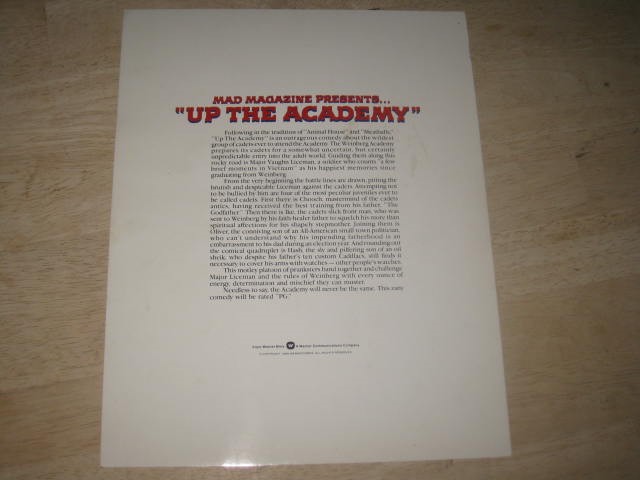 MAD MAGAZINE PRESENTS...
"UP THE ACADEMY"
Following in the tradition of "Animal House" and "Meatballs,"
"Up The Academy" is an outrageous comedy about the wildest
group of cadets ever to attend the Academy. The Weinberg Academy
prepares its cadets for a somewhat uncertain, but certainly
unpredictable entry into the adult world. Guiding them along this
rocky road is Major Vaughn Liceman, a soldier who counts "a few
brief moments in Vietnam" as his happiest memories since
graduating from Weinberg.
From the very beginning the battle lines are drawn, pitting the
brutish and despicable Liceman against the cadets. Attempting not
to be bullied by him are four of the most peculiar juveniles ever to
be called cadets. First there is Chooch, mastermind of the cadets
antics, having received the best training from his father, "The
Godfather." Then there is Ike, the cadets slick front man, who was
sent to Weinberg by his faith-healer father to squelch his more than
spiritual affections for his shapely stepmother. Joining them is
Oliver, the conniving son of an All-American small town politician,
who can't understand why his impending fatherhood is an
embarrassment to his dad during an election year. And rounding out
the comical quadruplet is Hash, the sly and pilfering son of an oil
sheik, who despite his father's ten custom Cadillacs, still finds it
necessary to cover his arms with watches — other people's watches.
This motley platoon of pranksters band together and challenge
Major Liceman and the rules of Weinberg with every ounce of
energy, determination and mischief they can muster.
Needless to say, the Academy will never be the same. This zany
comedy will be rated "PG."
From Warner Bros. A Warner Communications Company
ALL RIGHTS RESERVED